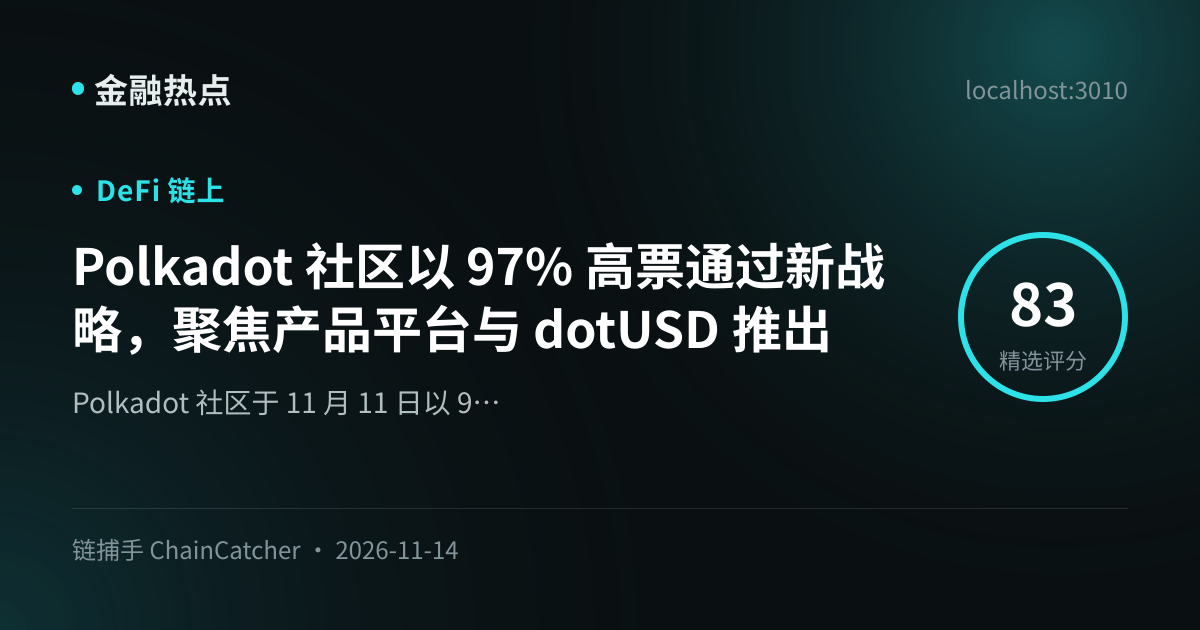 金融热点
localhost:3010
DeFi 链上
Polkadot 社区以 97% 高票通过新战
略，聚焦产品平台与 dotUSD 推出
83
精选评分
Polkadot 社区于 11 月 11 日以 9…
链捕手 ChainCatcher · 2026-11-14